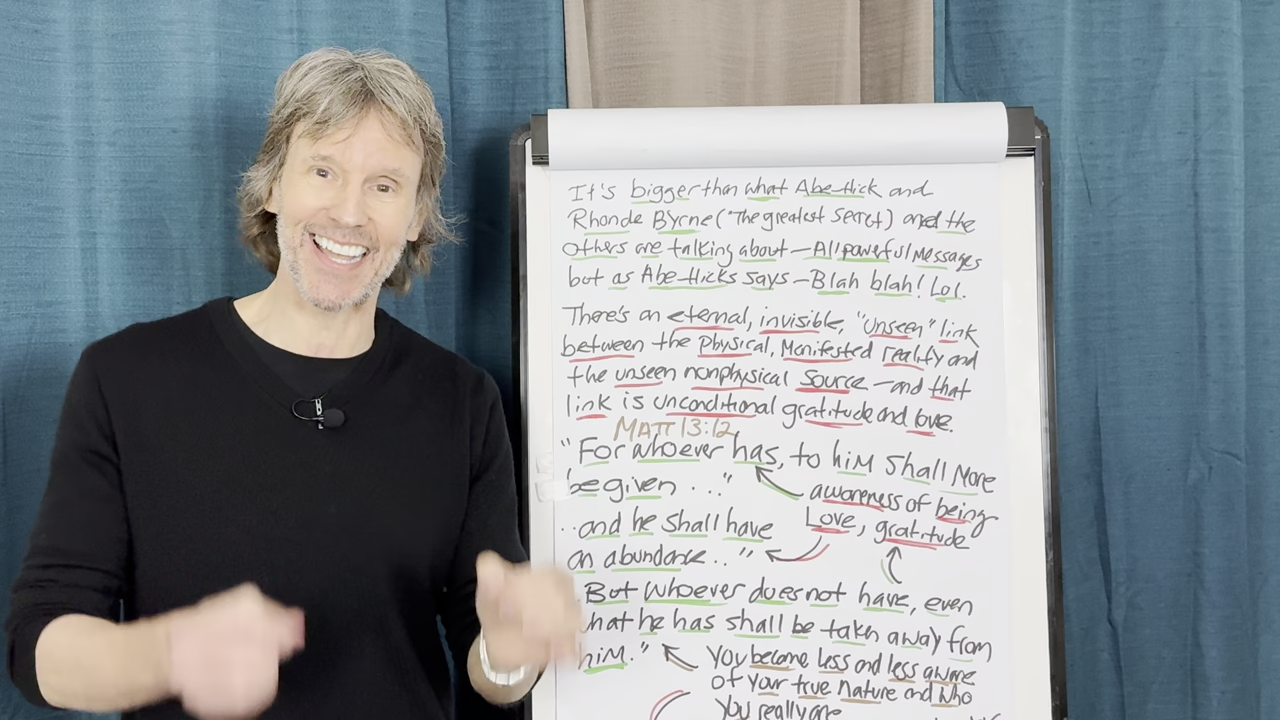 It's bigger than what Abe-Hick and
Rhonde Byrne ("The greatest Secret) and the
others are talking about - All powerful messages
but as Abe-Hicks says - Blah blah! Lol.
There's an eternal, invisible, "unseen" link
between the physical, Manifested reality and
the unseen nonphysical Source - and that
link is unconditional gratitude and love.
MATT 13:12
"For whoever has, to him shall More
be given ..."
awareness of being
Love, gratitude
..and he shall have
an abundance.."
But whoever does not have, even
what he has shall be taken away from
him."
You become less and less aware
of your true nature and who
you really are